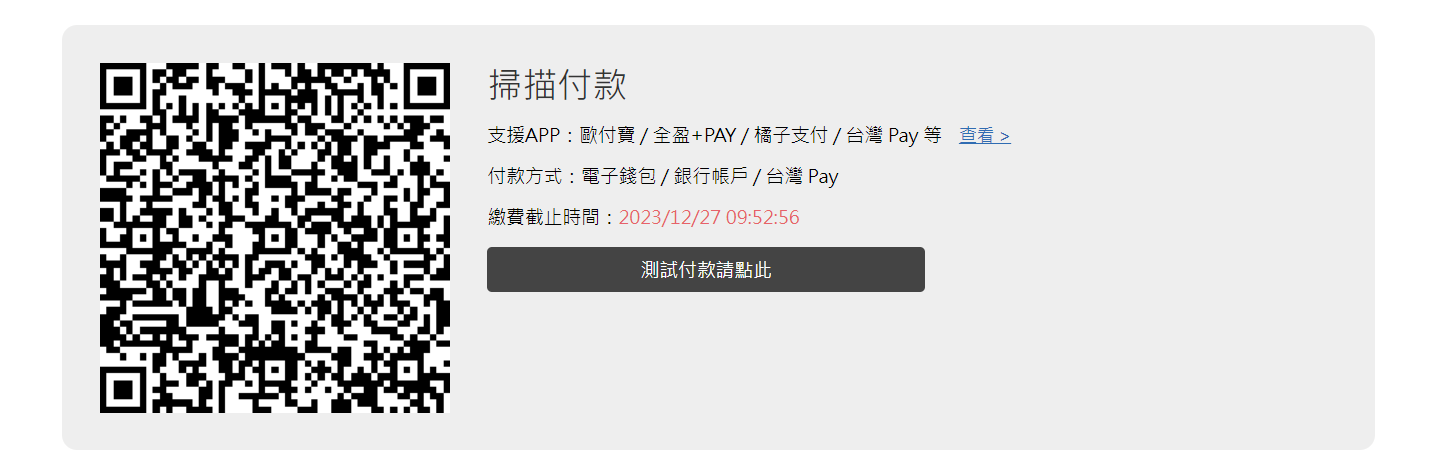 掃描付款
支援APP：歐付寶 / 全盈+PAY / 橘子支付 / 台灣 Pay 等 查看 >
付款方式：電子錢包 / 銀行帳戶 / 台灣 Pay
繳費截止時間：2023/12/27 09:52:56
測試付款請點此